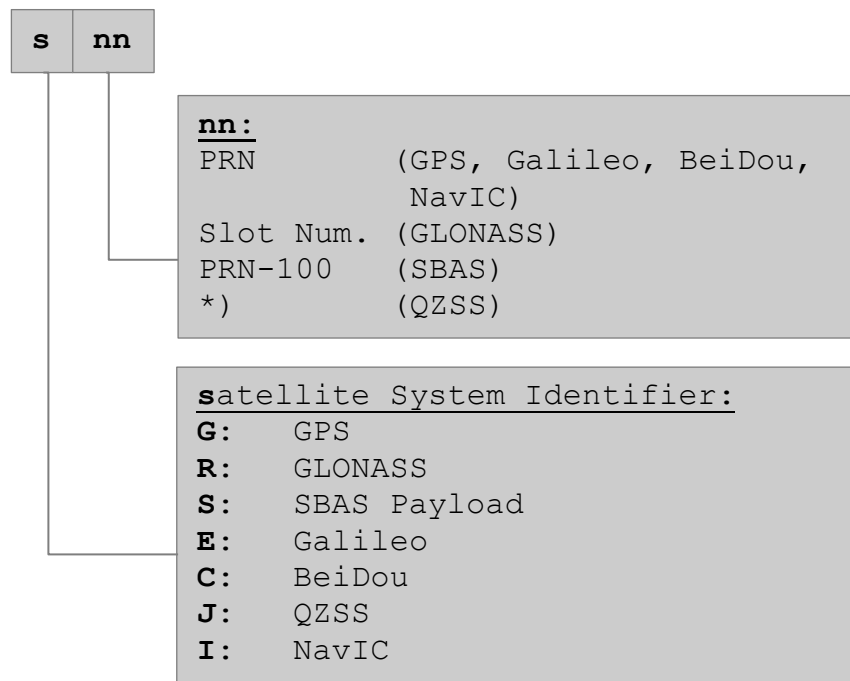 s nn
nn:
PRN (GPS, Galileo, BeiDou,
NavIC)
Slot Num. (GLONASS)
PRN-100 (SBAS)
*) (QZSS)
satellite System Identifier:
G: GPS
R: GLONASS
S: SBAS Payload
E: Galileo
C: BeiDou
J: QZSS
I: NavIC